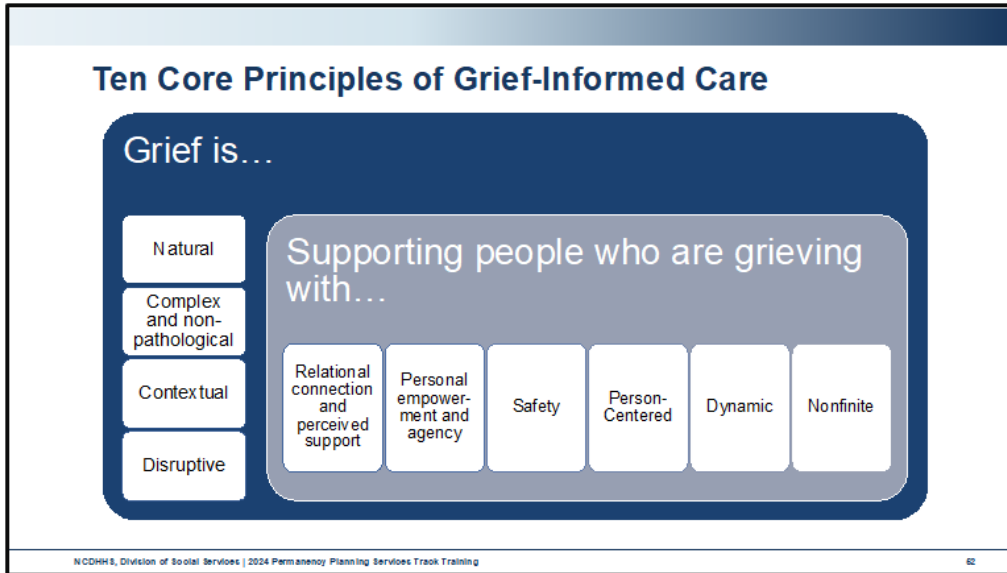 Ten Core Principles of Grief-Informed Care
Grief is...
Natural
Complex
and non-
pathological
Contextual
Disruptive
Supporting people who are grieving
with...
Relational
connection
and
perceived
support
Personal
empower-
ment and
agency
Safety
Person-
Centered
Dynamic
Nonfinite
NCDHHS, Division of Social Services | 2024 Permanency Planning Services Track Training
62